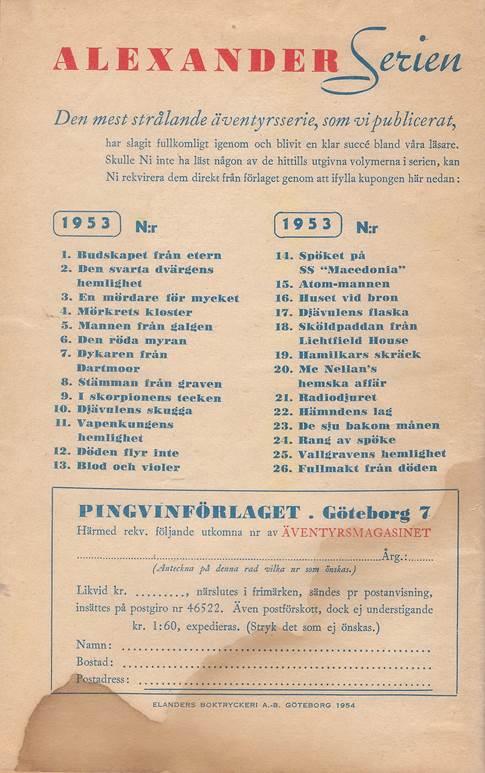 ALEXANDER Serien
Den mest strålande äventyrsserie, som vi publicerat,
har slagit fullkomligt igenom och blivit en klar succé bland våra läsare.
Skulle Ni inte ha läst någon av de hittills utgivna volymerna i serien, kan
Ni rekvirera dem direkt från förlaget genom att ifylla kupongen här nedan:
1953 N:r
1. Budskapet från etern
2. Den svarta dvärgens
hemlighet
3. En mördare för mycket
4. Mörkrets kloster
5. Mannen från galgen
6. Den röda myran
7. Dykaren från
Dartmoor
8. Stämman från graven
9. I skorpionens tecken
10. Djävulens skugga
11. Vapenkungens
hemlighet
12. Döden flyr inte
13. Blod och violer
1953 N:r
14. Spöket på
SS "Macedonia"
15. Atom-mannen
16. Huset vid bron
17. Djävulens flaska
18. Sköldpaddan från
Lichtfield House
19. Hamilkars skräck
20. Mc Nellan's
hemska affär
21. Radiodjuret
22. Hämndens lag
23. De sju bakom månen
24. Rang av spöke
25. Vallgravens hemlighet
26. Fullmakt från döden
PINGVINFÖRLAGET . Göteborg 7
Härmed rekv. följande utkomna nr av ÄVENTYRSMAGASINET
Årg.:
(Anteckna på denna rad vilka nr som önskas.)
Likvid kr. .........., närslutes i frimärken, sändes pr postanvisning,
insättes på postgiro nr 46522. Även postförskott, dock ej understigande
kr. 1:60, expedieras. (Stryk det som ej önskas.)
Namn:
Bostad:
Postadress:
ELANDERS BOKTRYCKERI A.-B. GÖTEBORG 1954